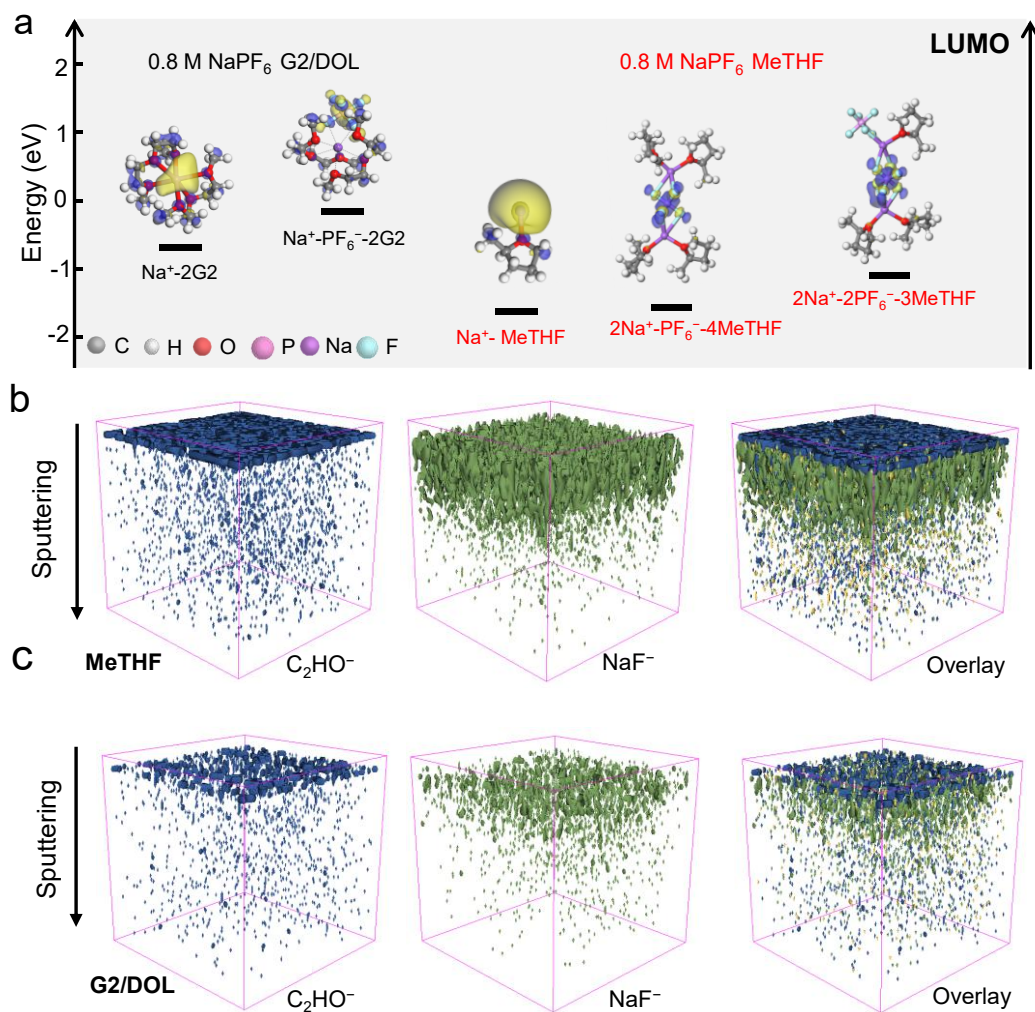 a
LUMO
0.8 M NaPF₆ G2/DOL
0.8 M NaPF₆ MeTHF
Energy (eV)
2
1
0
-1
-2
Na⁺-2G2
Na⁺-PF₆⁻-2G2
Na⁺- MeTHF
2Na⁺-PF₆⁻-4MeTHF
2Na⁺-2PF₆⁻-3MeTHF
C H O P Na F
b
Sputtering
MeTHF
C₂HO⁻
NaF⁻
Overlay
c
Sputtering
G2/DOL
C₂HO⁻
NaF⁻
Overlay